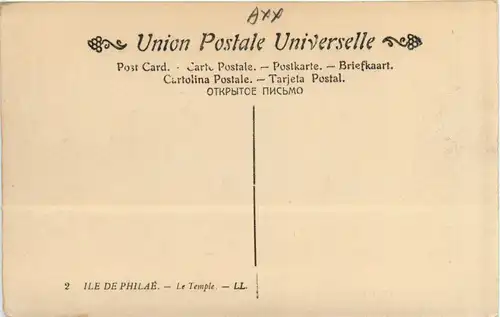 Axx
Union Postale Universelle
Post Card. - Carte Postale. — Postkarte. — Briefkaart.
Cartolina Postale. — Tarjeta Postal.
ОТКРЫТОЕ ПИСЬМО
2 ILE DE PHILAÉ. — Le Temple. — LL.